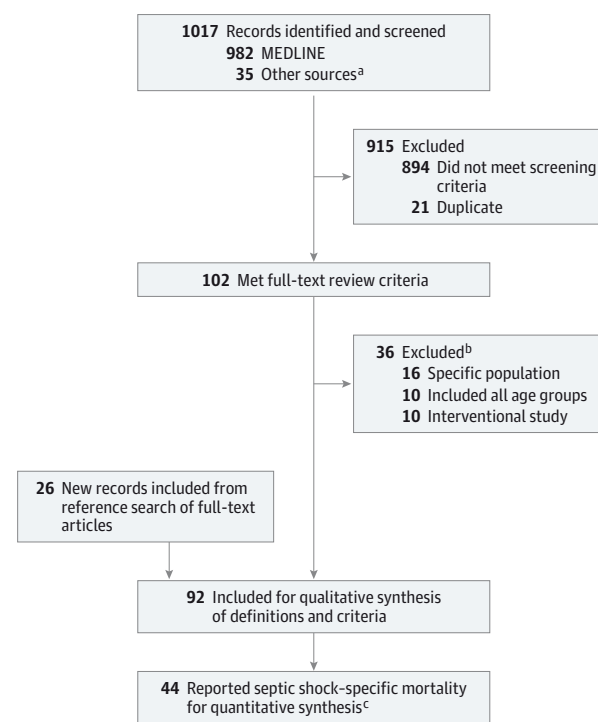 1017 Records identified and screened
982 MEDLINE
35 Other sourcesa
915 Excluded
894 Did not meet screening
criteria
21 Duplicate
102 Met full-text review criteria
36 Excludedb
16 Specific population
10 Included all age groups
10 Interventional study
26 New records included from
reference search of full-text
articles
92 Included for qualitative synthesis
of definitions and criteria
44 Reported septic shock-specific mortality
for quantitative synthesisc